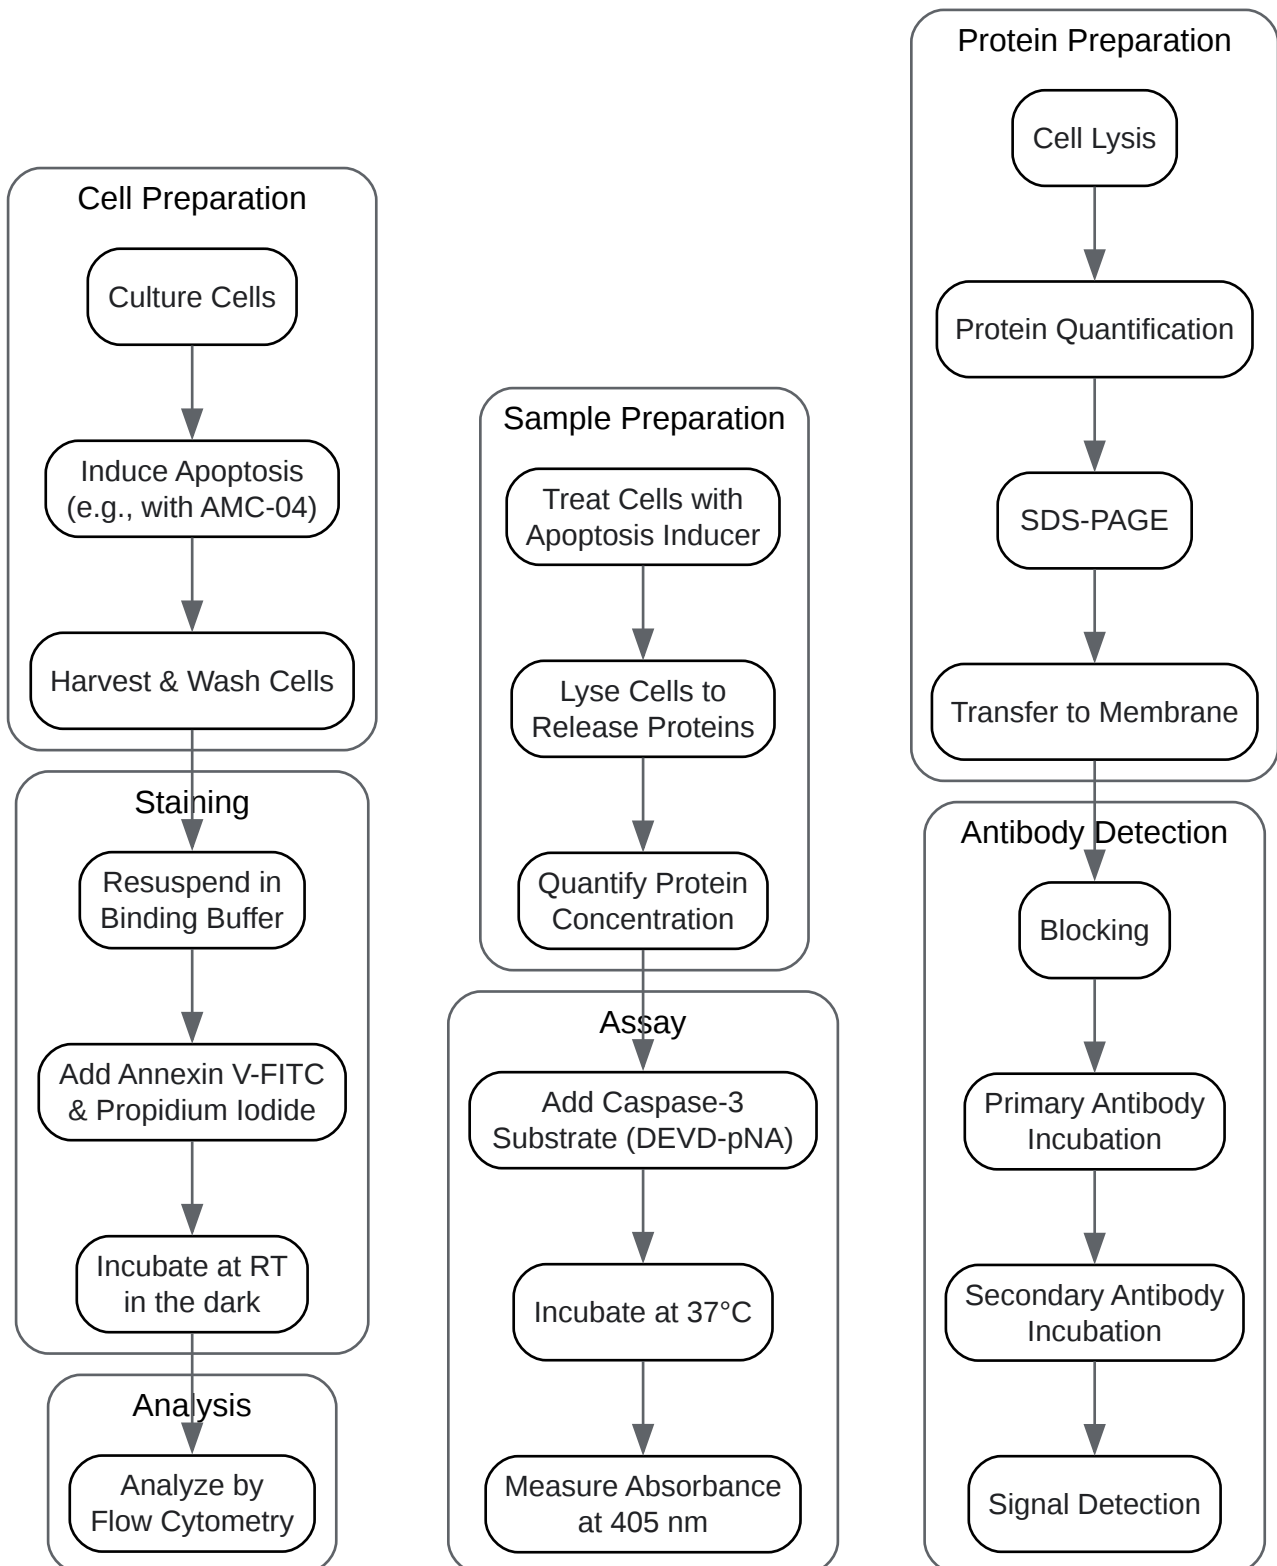 Cell Preparation
Culture Cells
Induce Apoptosis
(e.g., with AMC-04)
Harvest & Wash Cells
Staining
Resuspend in
Binding Buffer
Add Annexin V-FITC
& Propidium Iodide
Incubate at RT
in the dark
Analysis
Analyze by
Flow Cytometry
Sample Preparation
Treat Cells with
Apoptosis Inducer
Lyse Cells to
Release Proteins
Quantify Protein
Concentration
Assay
Add Caspase-3
Substrate (DEVD-pNA)
Incubate at 37°C
Measure Absorbance
at 405 nm
Protein Preparation
Cell Lysis
Protein Quantification
SDS-PAGE
Transfer to Membrane
Antibody Detection
Blocking
Primary Antibody
Incubation
Secondary Antibody
Incubation
Signal Detection